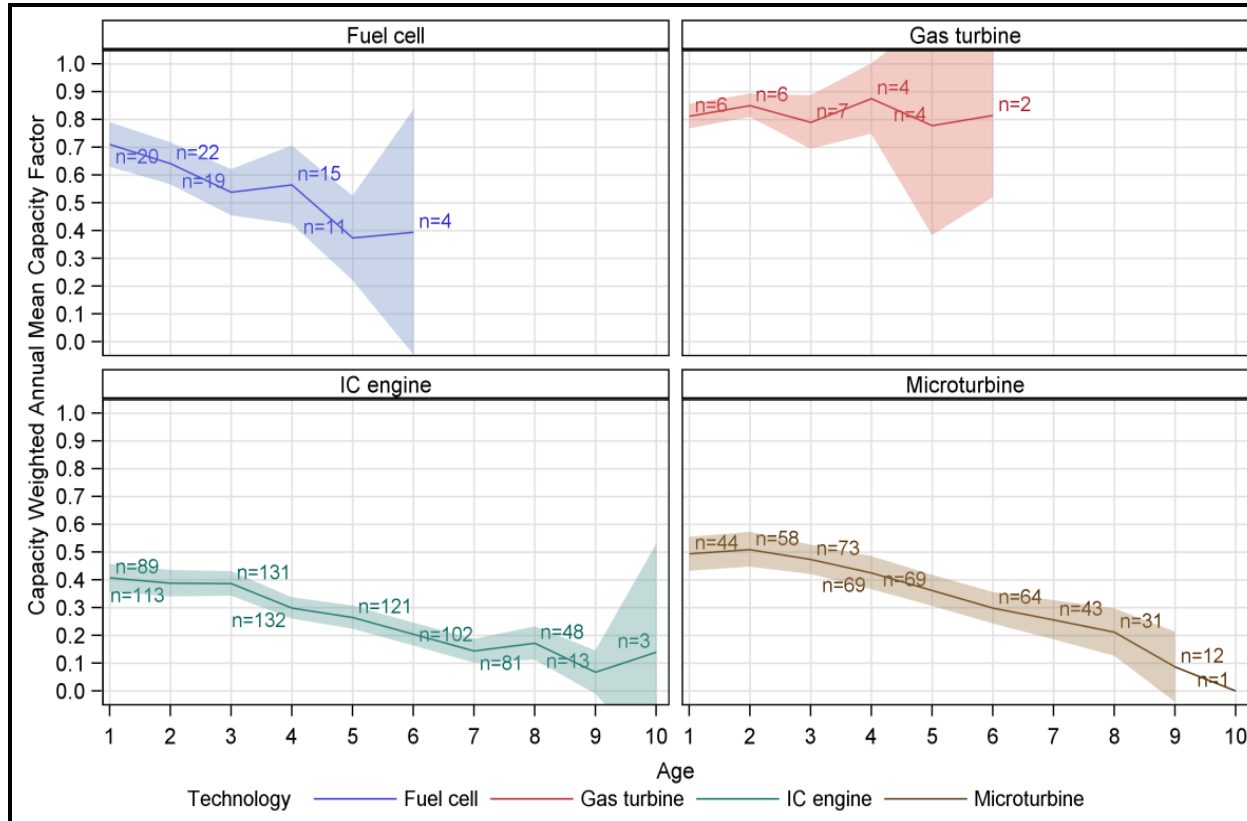 Fuel cell
Gas turbine
Capacity Weighted Annual Mean Capacity Factor
1.0
0.9
0.8
0.7
0.6
0.5
0.4
0.3
0.2
0.1
0.0
n=20
n=22
n=19
n=15
n=11
n=4
n=6
n=6
n=7
n=4
n=4
n=2
IC engine
Microturbine
1.0
0.9
0.8
0.7
0.6
0.5
0.4
0.3
0.2
0.1
0.0
n=89
n=113
n=131
n=132
n=121
n=102
n=81
n=48
n=13
n=3
n=44
n=58
n=73
n=69
n=69
n=64
n=43
n=31
n=12
n=1
1 2 3 4 5 6 7 8 9 10
1 2 3 4 5 6 7 8 9 10
Age
Technology Fuel cell Gas turbine IC engine Microturbine